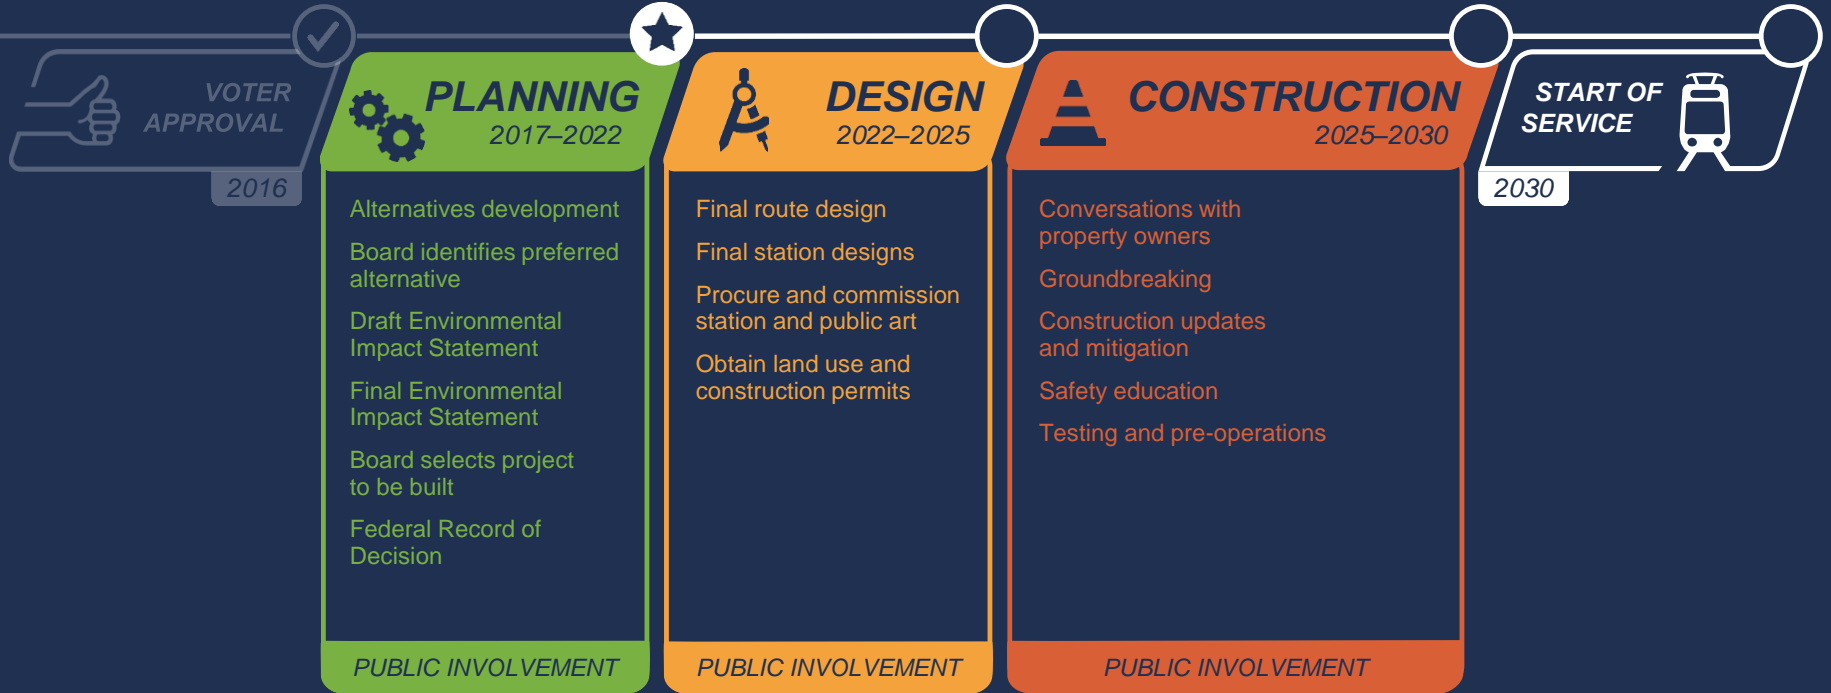 VOTER
APPROVAL
2016
PLANNING
2017–2022
Alternatives development
Board identifies preferred
alternative
Draft Environmental
Impact Statement
Final Environmental
Impact Statement
Board selects project
to be built
Federal Record of
Decision
PUBLIC INVOLVEMENT
DESIGN
2022–2025
Final route design
Final station designs
Procure and commission
station and public art
Obtain land use and
construction permits
PUBLIC INVOLVEMENT
CONSTRUCTION
2025–2030
Conversations with
property owners
Groundbreaking
Construction updates
and mitigation
Safety education
Testing and pre-operations
PUBLIC INVOLVEMENT
START OF
SERVICE
2030